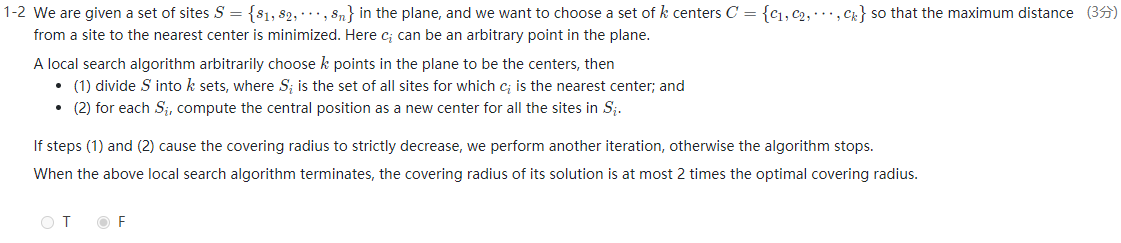 1-2 We are given a set of sites S = {s₁, s₂, ⋯, sₙ} in the plane, and we want to choose a set of k centers C = {c₁, c₂, ⋯, cₖ} so that the maximum distance (3分)
from a site to the nearest center is minimized. Here cᵢ can be an arbitrary point in the plane.
A local search algorithm arbitrarily choose k points in the plane to be the centers, then
• (1) divide S into k sets, where Sᵢ is the set of all sites for which cᵢ is the nearest center; and
• (2) for each Sᵢ, compute the central position as a new center for all the sites in Sᵢ.
If steps (1) and (2) cause the covering radius to strictly decrease, we perform another iteration, otherwise the algorithm stops.
When the above local search algorithm terminates, the covering radius of its solution is at most 2 times the optimal covering radius.
T F